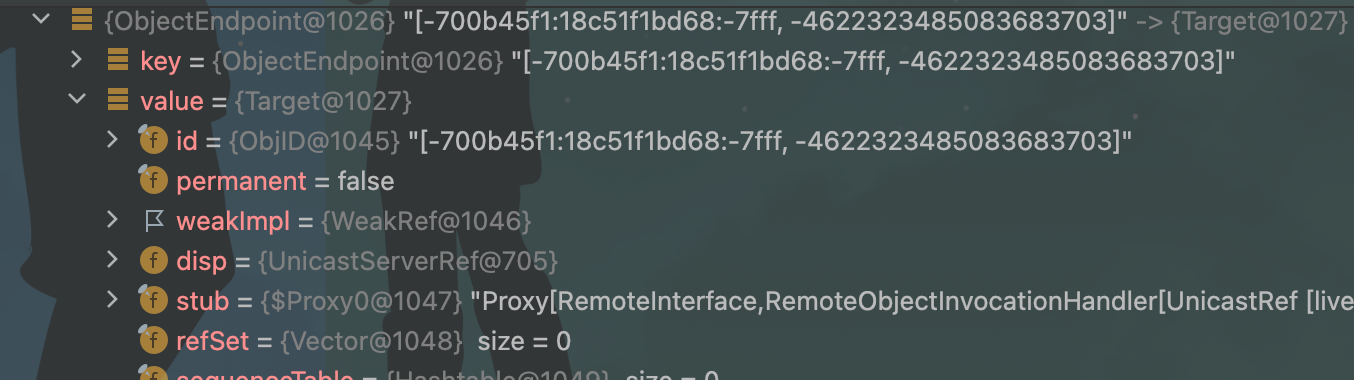 {ObjectEndpoint@1026} "[-700b45f1:18c51f1bd68:-7fff, -4622323485083683703]" -> {Target@1027}
key = {ObjectEndpoint@1026} "[-700b45f1:18c51f1bd68:-7fff, -4622323485083683703]"
value = {Target@1027}
f id = {ObjID@1045} "[-700b45f1:18c51f1bd68:-7fff, -4622323485083683703]"
f permanent = false
weakImpl = {WeakRef@1046}
f disp = {UnicastServerRef@705}
f stub = {$Proxy0@1047} "Proxy[RemoteInterface,RemoteObjectInvocationHandler[UnicastRef [live
f refSet = {Vector@1048} size = 0
f sequenceTable = {Hashtable@1049} size = 0